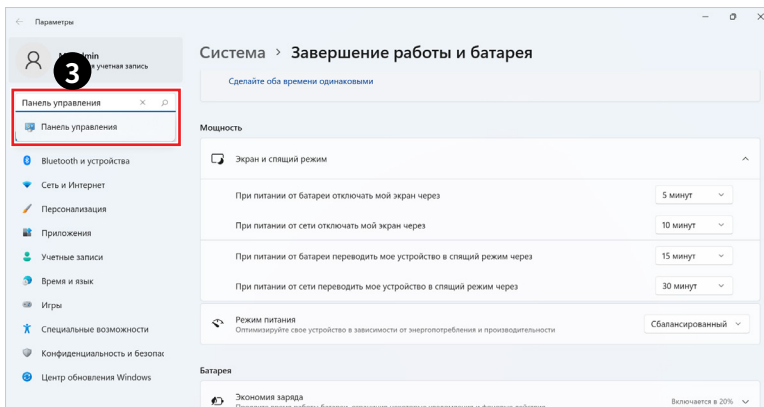 Параметры
min
я учетная запись
3
Панель управления
Панель управления
Bluetooth и устройства
Сеть и Интернет
Персонализация
Приложения
Учетные записи
Время и язык
Игры
Специальные возможности
Конфиденциальность и безопас
Центр обновления Windows
Система > Завершение работы и батарея
Сделайте оба времени одинаковыми
Мощность
Экран и спящий режим
При питании от батареи отключать мой экран через 5 минут
При питании от сети отключать мой экран через 10 минут
При питании от батареи переводить мое устройство в спящий режим через 15 минут
При питании от сети переводить мое устройство в спящий режим через 30 минут
Режим питания
Оптимизируйте свое устройство в зависимости от энергопотребления и производительности
Сбалансированный
Батарея
Экономия заряда
Включается в 20%